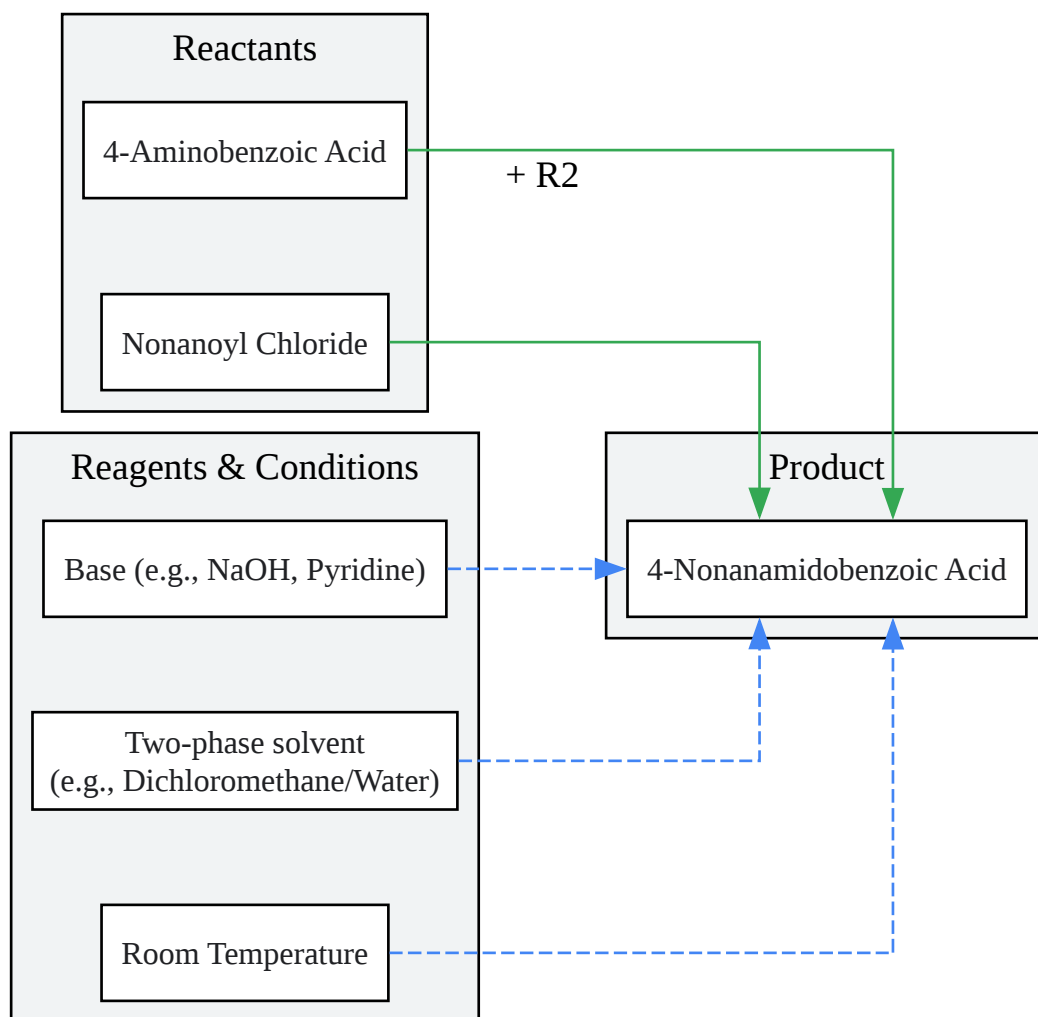 Reactants
4-Aminobenzoic Acid
+ R2
Nonanoyl Chloride
Reagents & Conditions
Product
Base (e.g., NaOH, Pyridine)
4-Nonanamidobenzoic Acid
Two-phase solvent
(e.g., Dichloromethane/Water)
Room Temperature